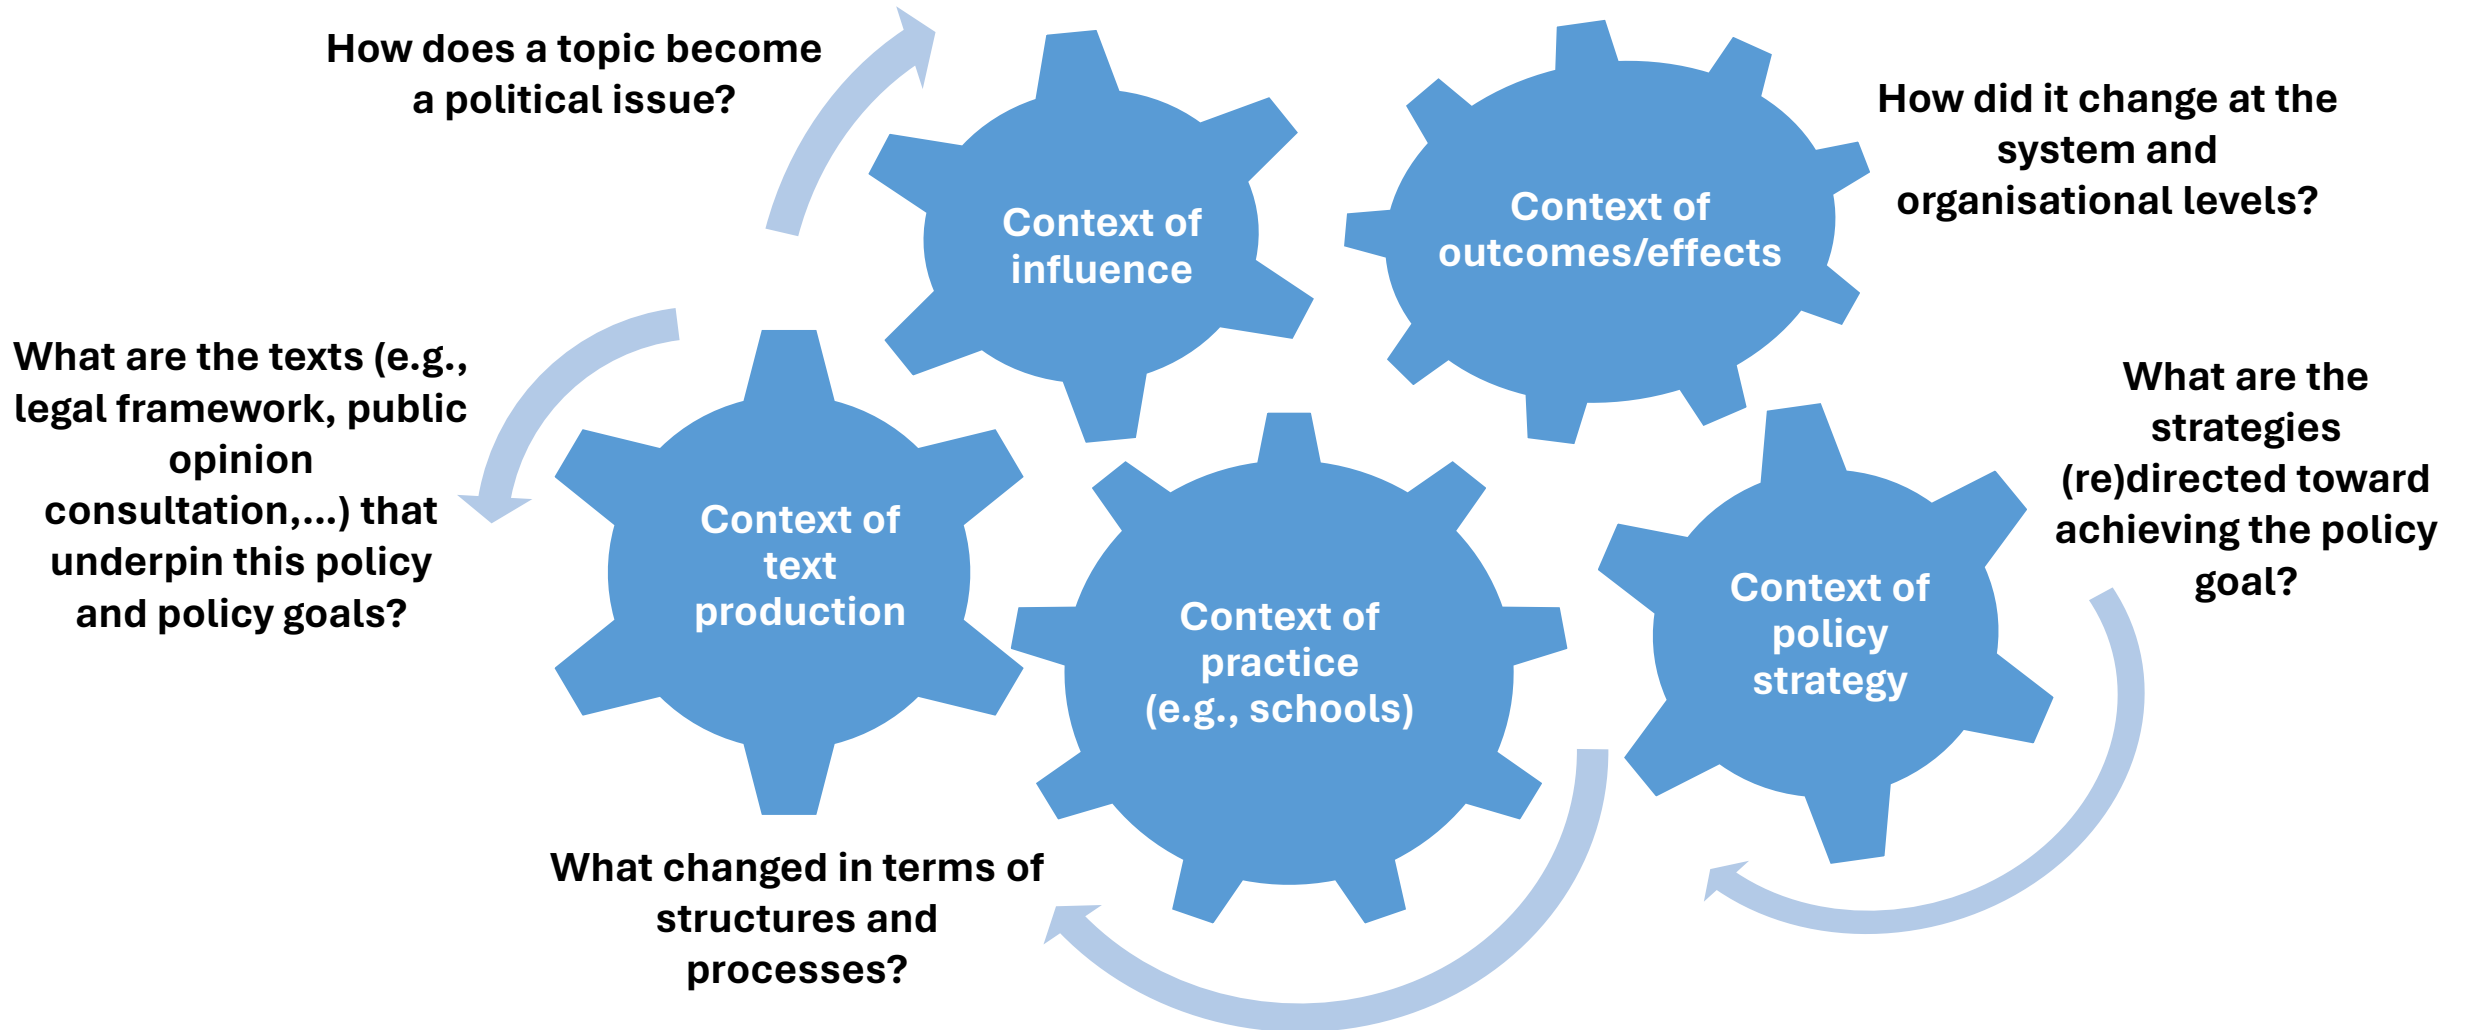 How does a topic become
a political issue?
Context of
influence
Context of
outcomes/effects
How did it change at the
system and
organisational levels?
What are the texts (e.g.,
legal framework, public
opinion
consultation,...) that
underpin this policy
and policy goals?
Context of
text
production
Context of
practice
(e.g., schools)
Context of
policy
strategy
What are the
strategies
(re)directed toward
achieving the policy
goal?
What changed in terms of
structures and
processes?